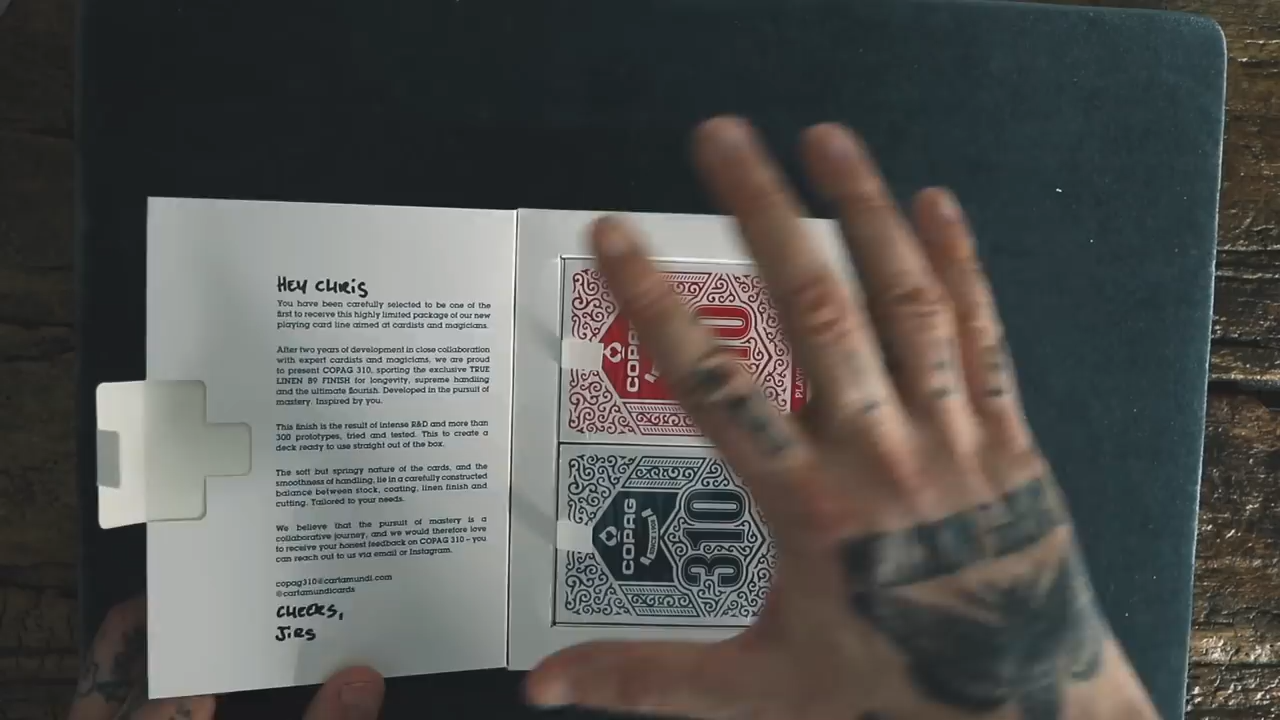 HEY CHRIS
You have been carefully selected to be one of the
first to receive this highly limited package of our new
playing card line aimed at cardists and magicians.
After two years of development in close collaboration
with expert cardists and magicians, we are proud
to present COPAG 310, sporting the exclusive TRUE
LINEN B9 FINISH for longevity, supreme handling
and the ultimate flourish. Developed in the pursuit of
mastery. Inspired by you.
This finish is the result of intense R&D and more than
300 prototypes, tried and tested. This to create a
deck ready to use straight out of the box.
The soft but springy nature of the cards, and the
smoothness of handling, lie in a carefully constructed
balance between stock, coating, linen finish and
cutting. Tailored to your needs.
We believe that the pursuit of mastery is a
collaborative journey, and we would therefore love
to receive your honest feedback on COPAG 310 – you
can reach out to us via email or Instagram.
copag310@cartamundi.com
@cartamundicards
CHEERS,
COPAG
COPAG
SINCE 1908
310